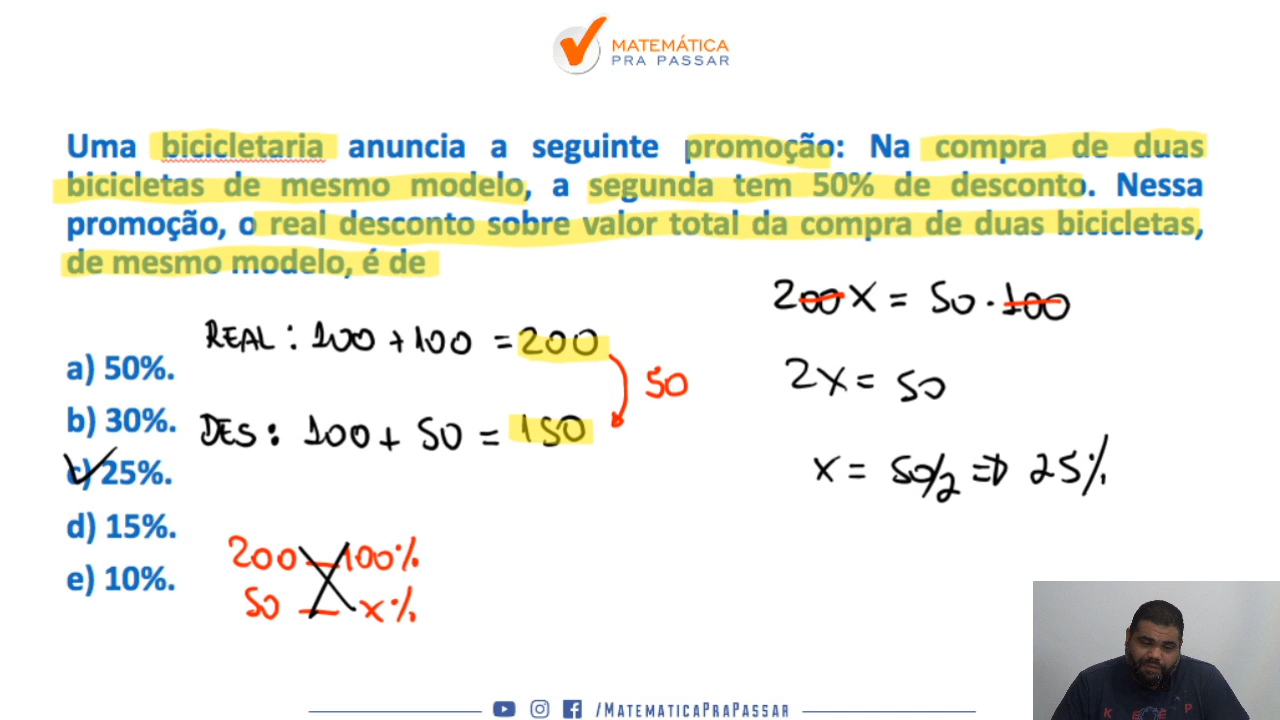 MATEMÁTICA
PRA PASSAR
Uma bicicletaria anuncia a seguinte promoção: Na compra de duas
bicicletas de mesmo modelo, a segunda tem 50% de desconto. Nessa
promoção, o real desconto sobre valor total da compra de duas bicicletas,
de mesmo modelo, é de
REAL: 100 + 100 = 200
50
DES: 100 + 50 = 150
a) 50%.
b) 30%.
c) 25%.
d) 15%.
e) 10%.
200 — 100%
50 — x%
200x = 50 · 100
2x = 50
x = 50/2 => 25%
KEEP
/MATEMATICAPRAPASSAR